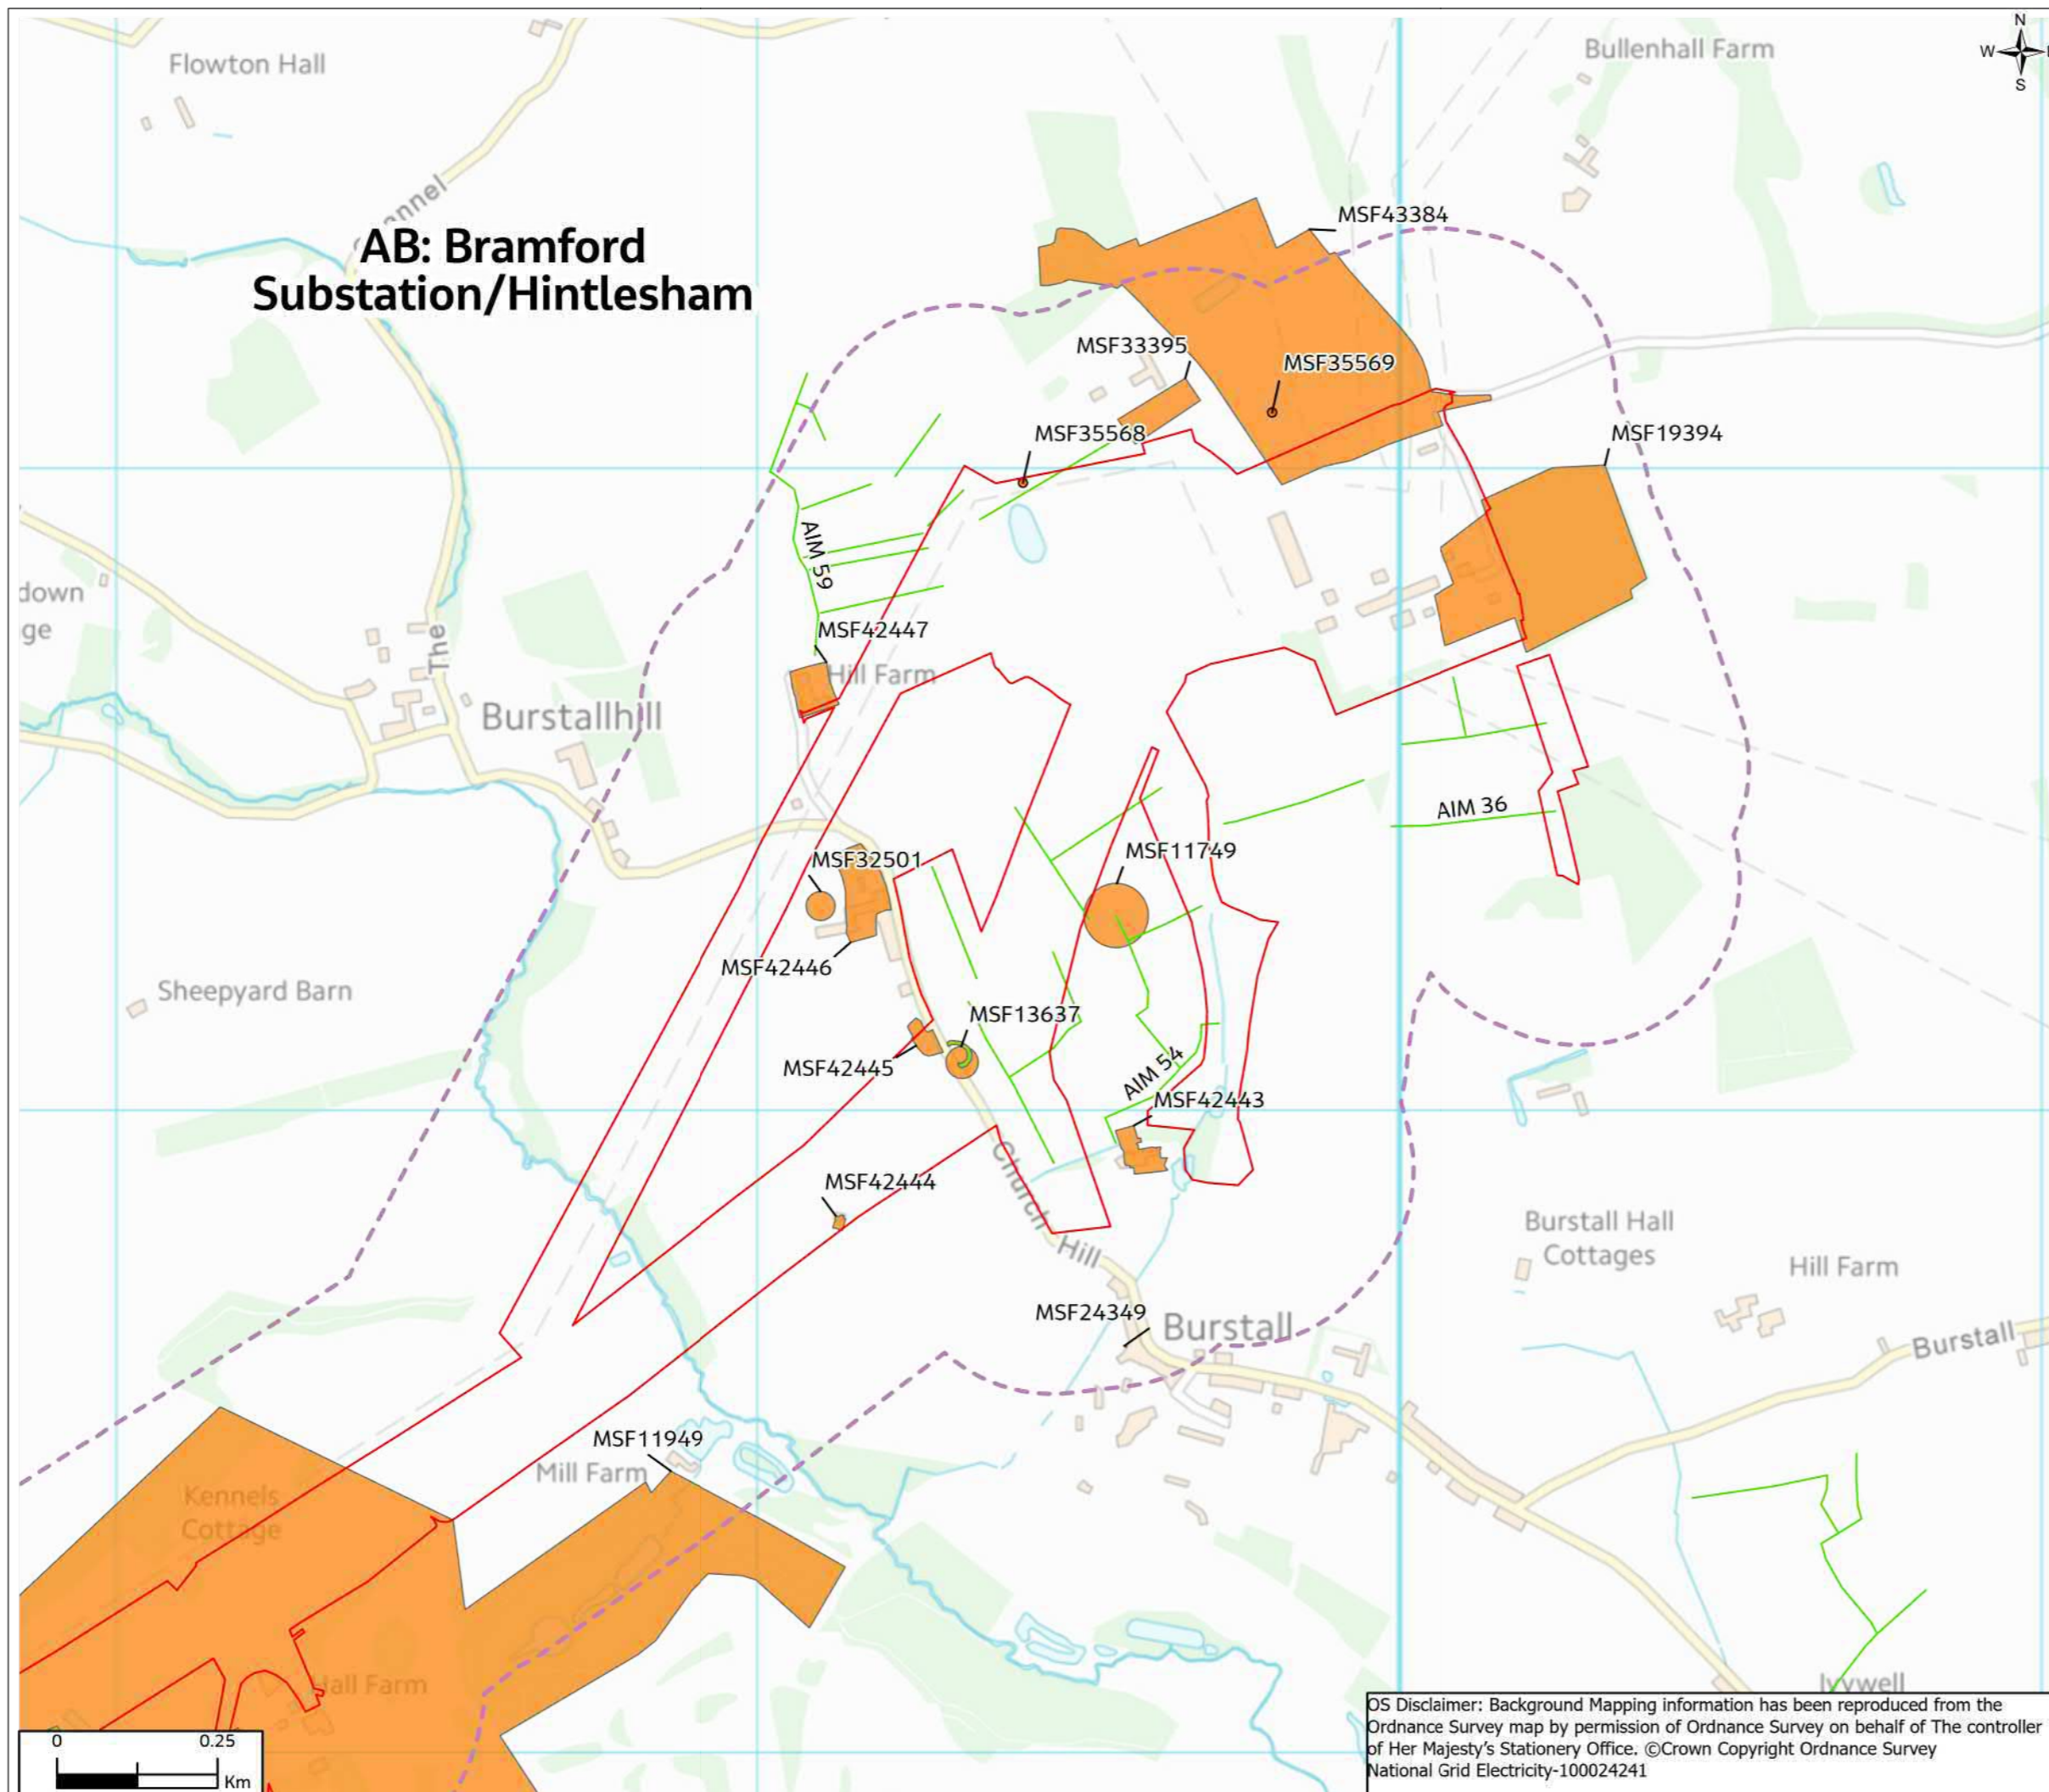 Flowton Hall
Bullenhall Farm
N
W
S
AB: Bramford
Substation/Hintlesham
MSF43384
MSF33395
MSF35569
MSF35568
MSF19394
AIM 59
The
MSF42447
Hill Farm
Burstallhill
AIM 36
MSF32501
MSF11749
MSF42446
Sheepyard Barn
MSF13637
MSF42445
AIM 54
MSF42443
MSF42444
Church
Hill
Burstall Hall
Cottages
Hill Farm
MSF24349
Burstall
Burstall
MSF11949
Mill Farm
Kennels
Cottage
Hall Farm
Ivywell
0
0.25
Km
OS Disclaimer: Background Mapping information has been reproduced from the
Ordnance Survey map by permission of Ordnance Survey on behalf of The controller
of Her Majesty's Stationery Office. ©Crown Copyright Ordnance Survey
National Grid Electricity-100024241